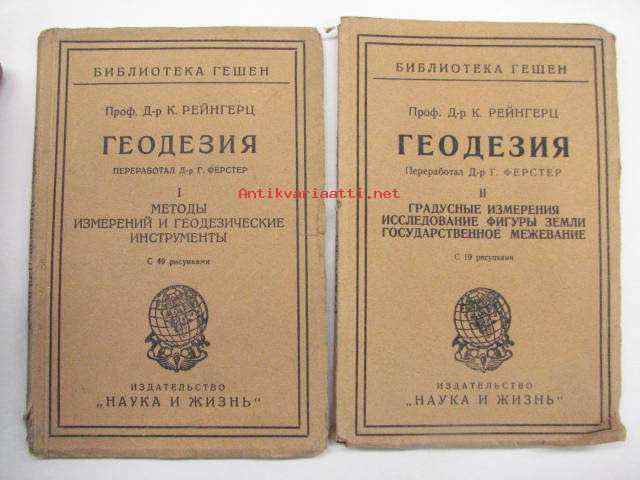 БИБЛИОТЕКА ГЕШЕН
Проф. Д-р К. РЕЙНГЕРЦ
ГЕОДЕЗИЯ
ПЕРЕРАБОТАЛ Д-р Г. ФЕРСТЕР
I
МЕТОДЫ
ИЗМЕРЕНИЙ И ГЕОДЕЗИЧЕСКИЕ
ИНСТРУМЕНТЫ
С 49 рисунками
ИЗДАТЕЛЬСТВО
„НАУКА И ЖИЗНЬ“
БИБЛИОТЕКА ГЕШЕН
Проф. Д-р К. РЕЙНГЕРЦ
ГЕОДЕЗИЯ
Переработал Д-р Г. ФЕРСТЕР
II
ГРАДУСНЫЕ ИЗМЕРЕНИЯ
ИССЛЕДОВАНИЕ ФИГУРЫ ЗЕМЛИ
ГОСУДАРСТВЕННОЕ МЕЖЕВАНИЕ
С 19 рисунками
ИЗДАТЕЛЬСТВО
„НАУКА И ЖИЗНЬ“
Antikvariaatti.net